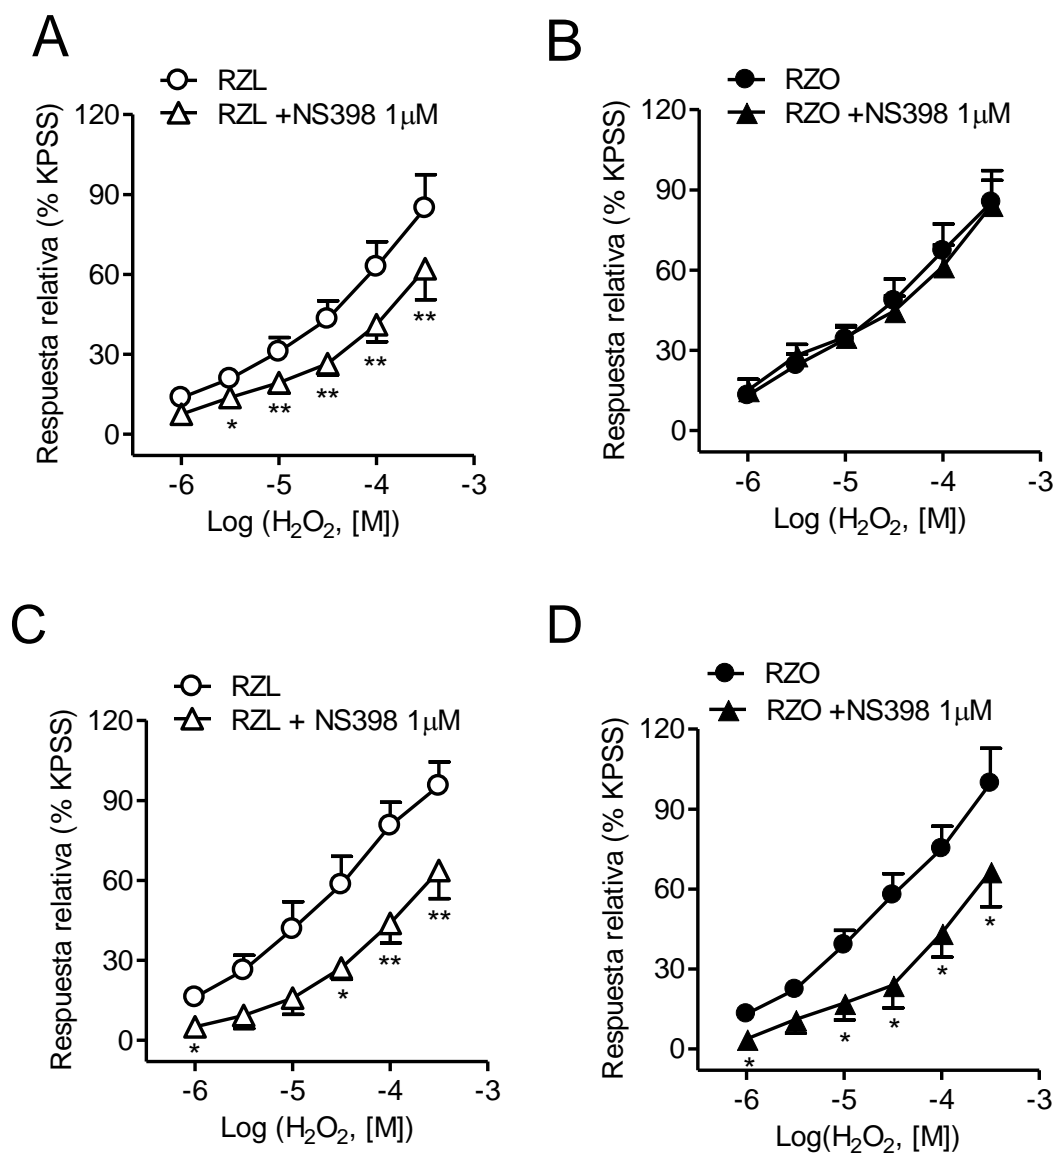 A
RZL
RZL +NS398 1μM
Respuesta relativa (% KPSS)
120
90
60
30
0
*
**
**
**
**
-6
-5
-4
-3
Log (H₂O₂, [M])
B
RZO
RZO +NS398 1μM
Respuesta relativa (% KPSS)
120
90
60
30
0
-6
-5
-4
-3
Log (H₂O₂, [M])
C
RZL
RZL + NS398 1μM
Respuesta relativa (% KPSS)
120
90
60
30
0
*
*
**
**
-6
-5
-4
-3
Log (H₂O₂, [M])
D
RZO
RZO +NS398 1μM
Respuesta relativa (% KPSS)
120
90
60
30
0
*
*
*
*
*
-6
-5
-4
-3
Log(H₂O₂, [M])